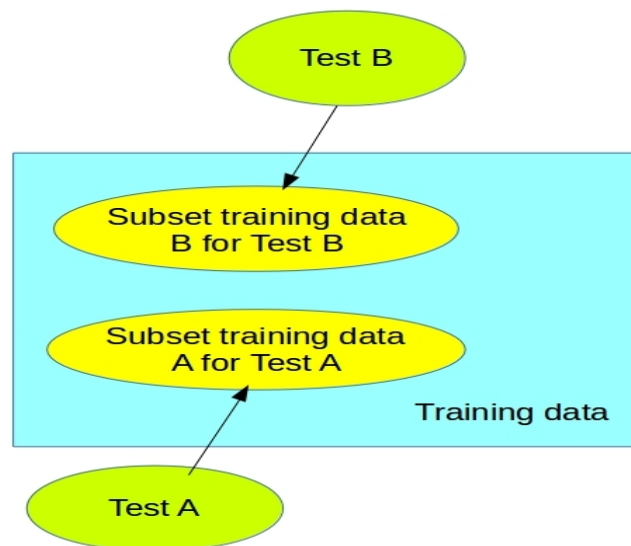 Test B
Subset training data
B for Test B
Subset training data
A for Test A
Training data
Test A